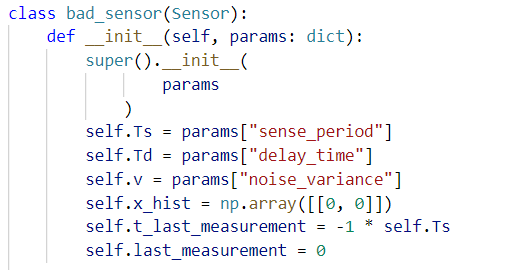 class bad_sensor(Sensor):
    def __init__(self, params: dict):
        super().__init__(
                params
            )
        self.Ts = params["sense_period"]
        self.Td = params["delay_time"]
        self.v = params["noise_variance"]
        self.x_hist = np.array([[0, 0]])
        self.t_last_measurement = -1 * self.Ts
        self.last_measurement = 0